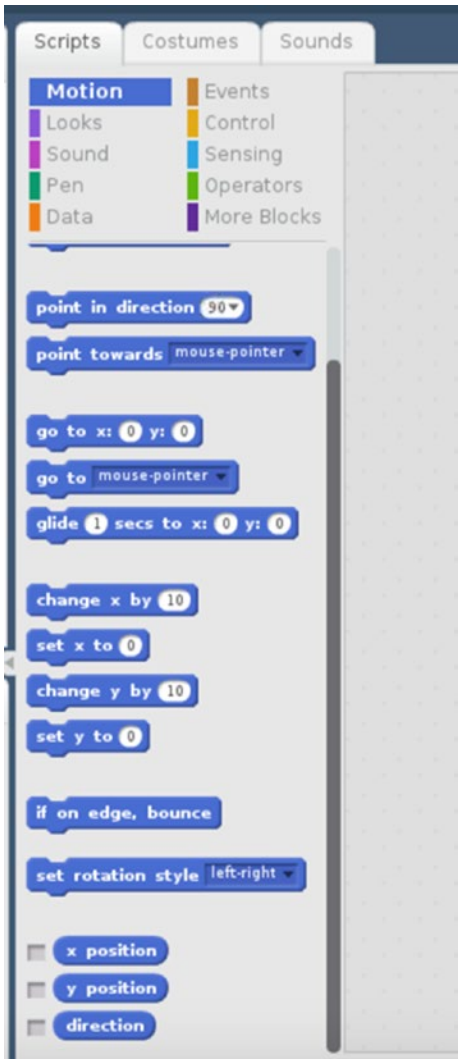 Scripts Costumes Sounds
Motion Events
Looks Control
Sound Sensing
Pen Operators
Data More Blocks
point in direction 90
point towards mouse-pointer
go to x: 0 y: 0
go to mouse-pointer
glide 1 secs to x: 0 y: 0
change x by 10
set x to 0
change y by 10
set y to 0
if on edge, bounce
set rotation style left-right
x position
y position
direction